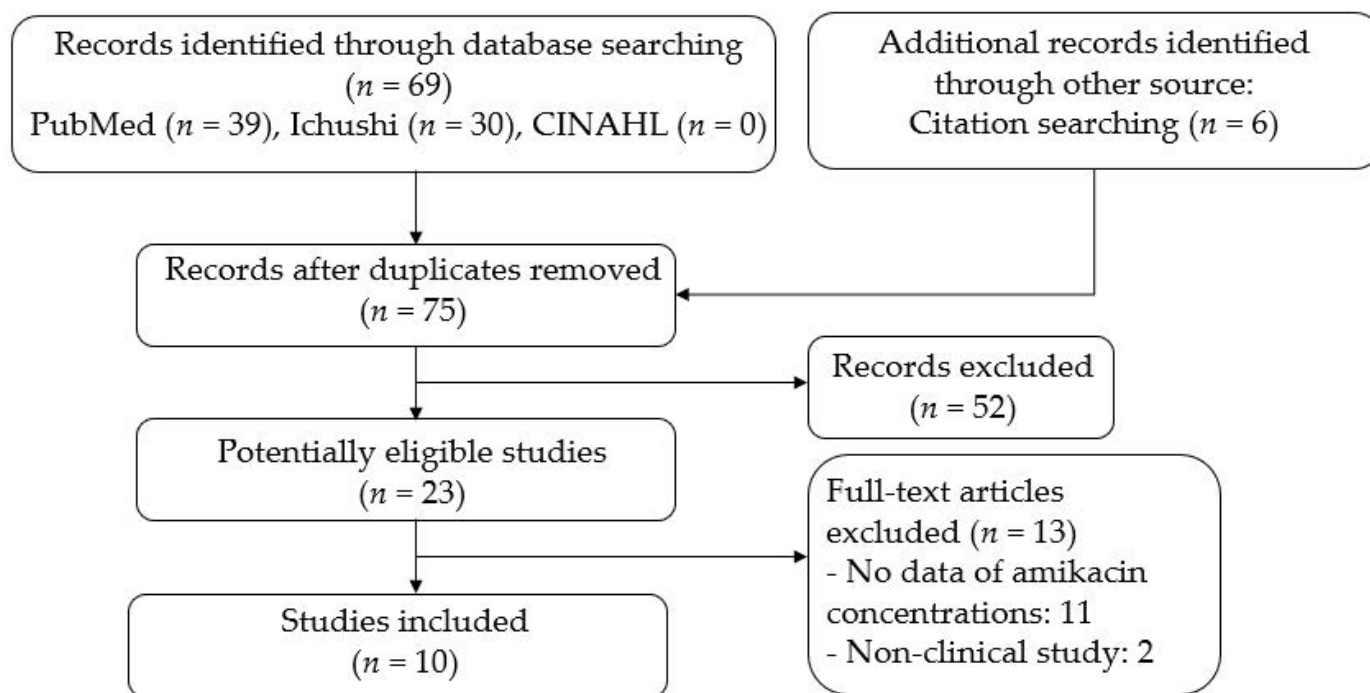 Records identified through database searching
(n = 69)
PubMed (n = 39), Ichushi (n = 30), CINAHL (n = 0)
Additional records identified
through other source:
Citation searching (n = 6)
Records after duplicates removed
(n = 75)
Records excluded
(n = 52)
Potentially eligible studies
(n = 23)
Full-text articles
excluded (n = 13)
- No data of amikacin
concentrations: 11
- Non-clinical study: 2
Studies included
(n = 10)